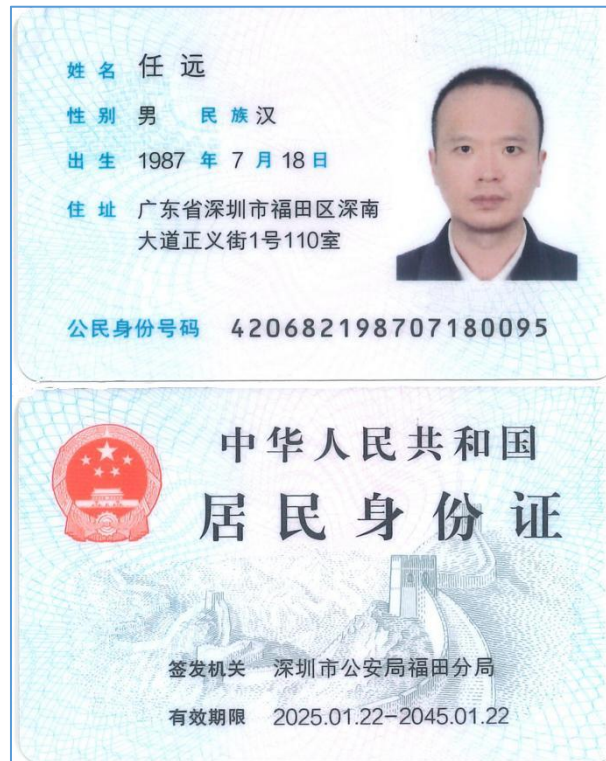 姓名 任远
性别 男 民族 汉
出生 1987 年 7 月 18 日
住址 广东省深圳市福田区深南
大道正义街1号110室
公民身份号码 420682198707180095
中华人民共和国
居民身份证
签发机关 深圳市公安局福田分局
有效期限 2025.01.22-2045.01.22